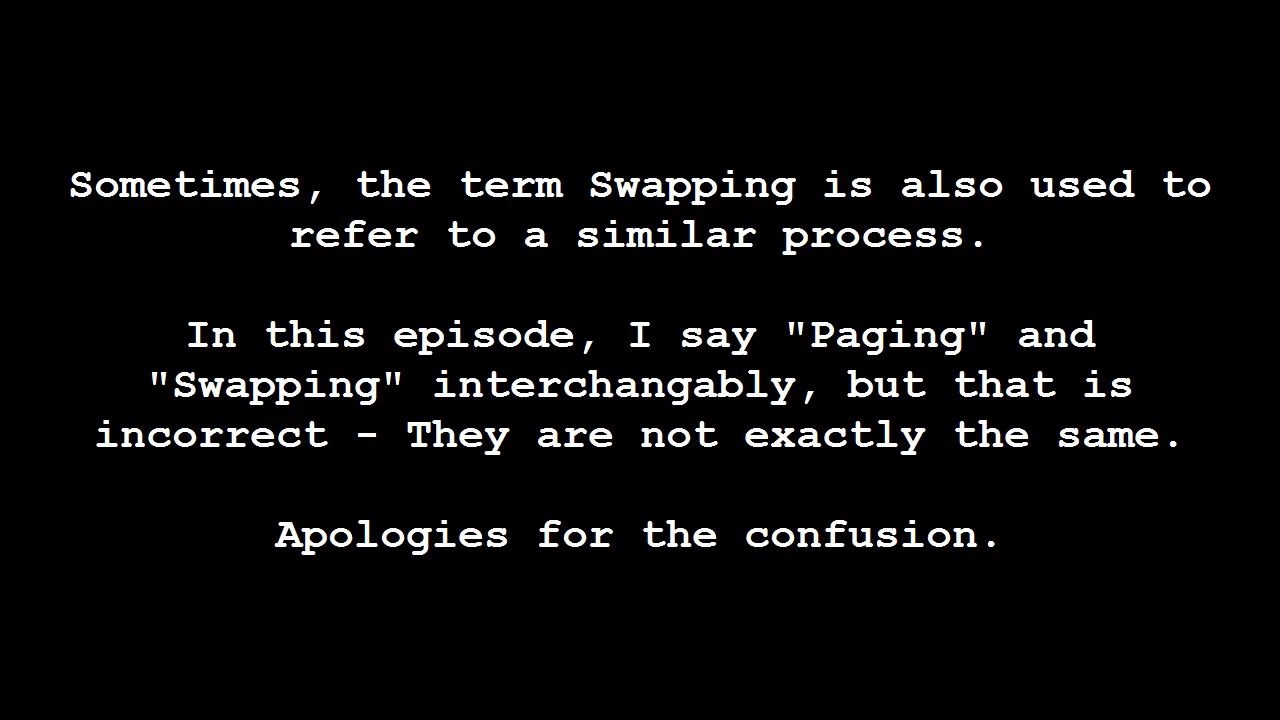 Sometimes, the term Swapping is also used to
refer to a similar process.
In this episode, I say "Paging" and
"Swapping" interchangably, but that is
incorrect - They are not exactly the same.
Apologies for the confusion.